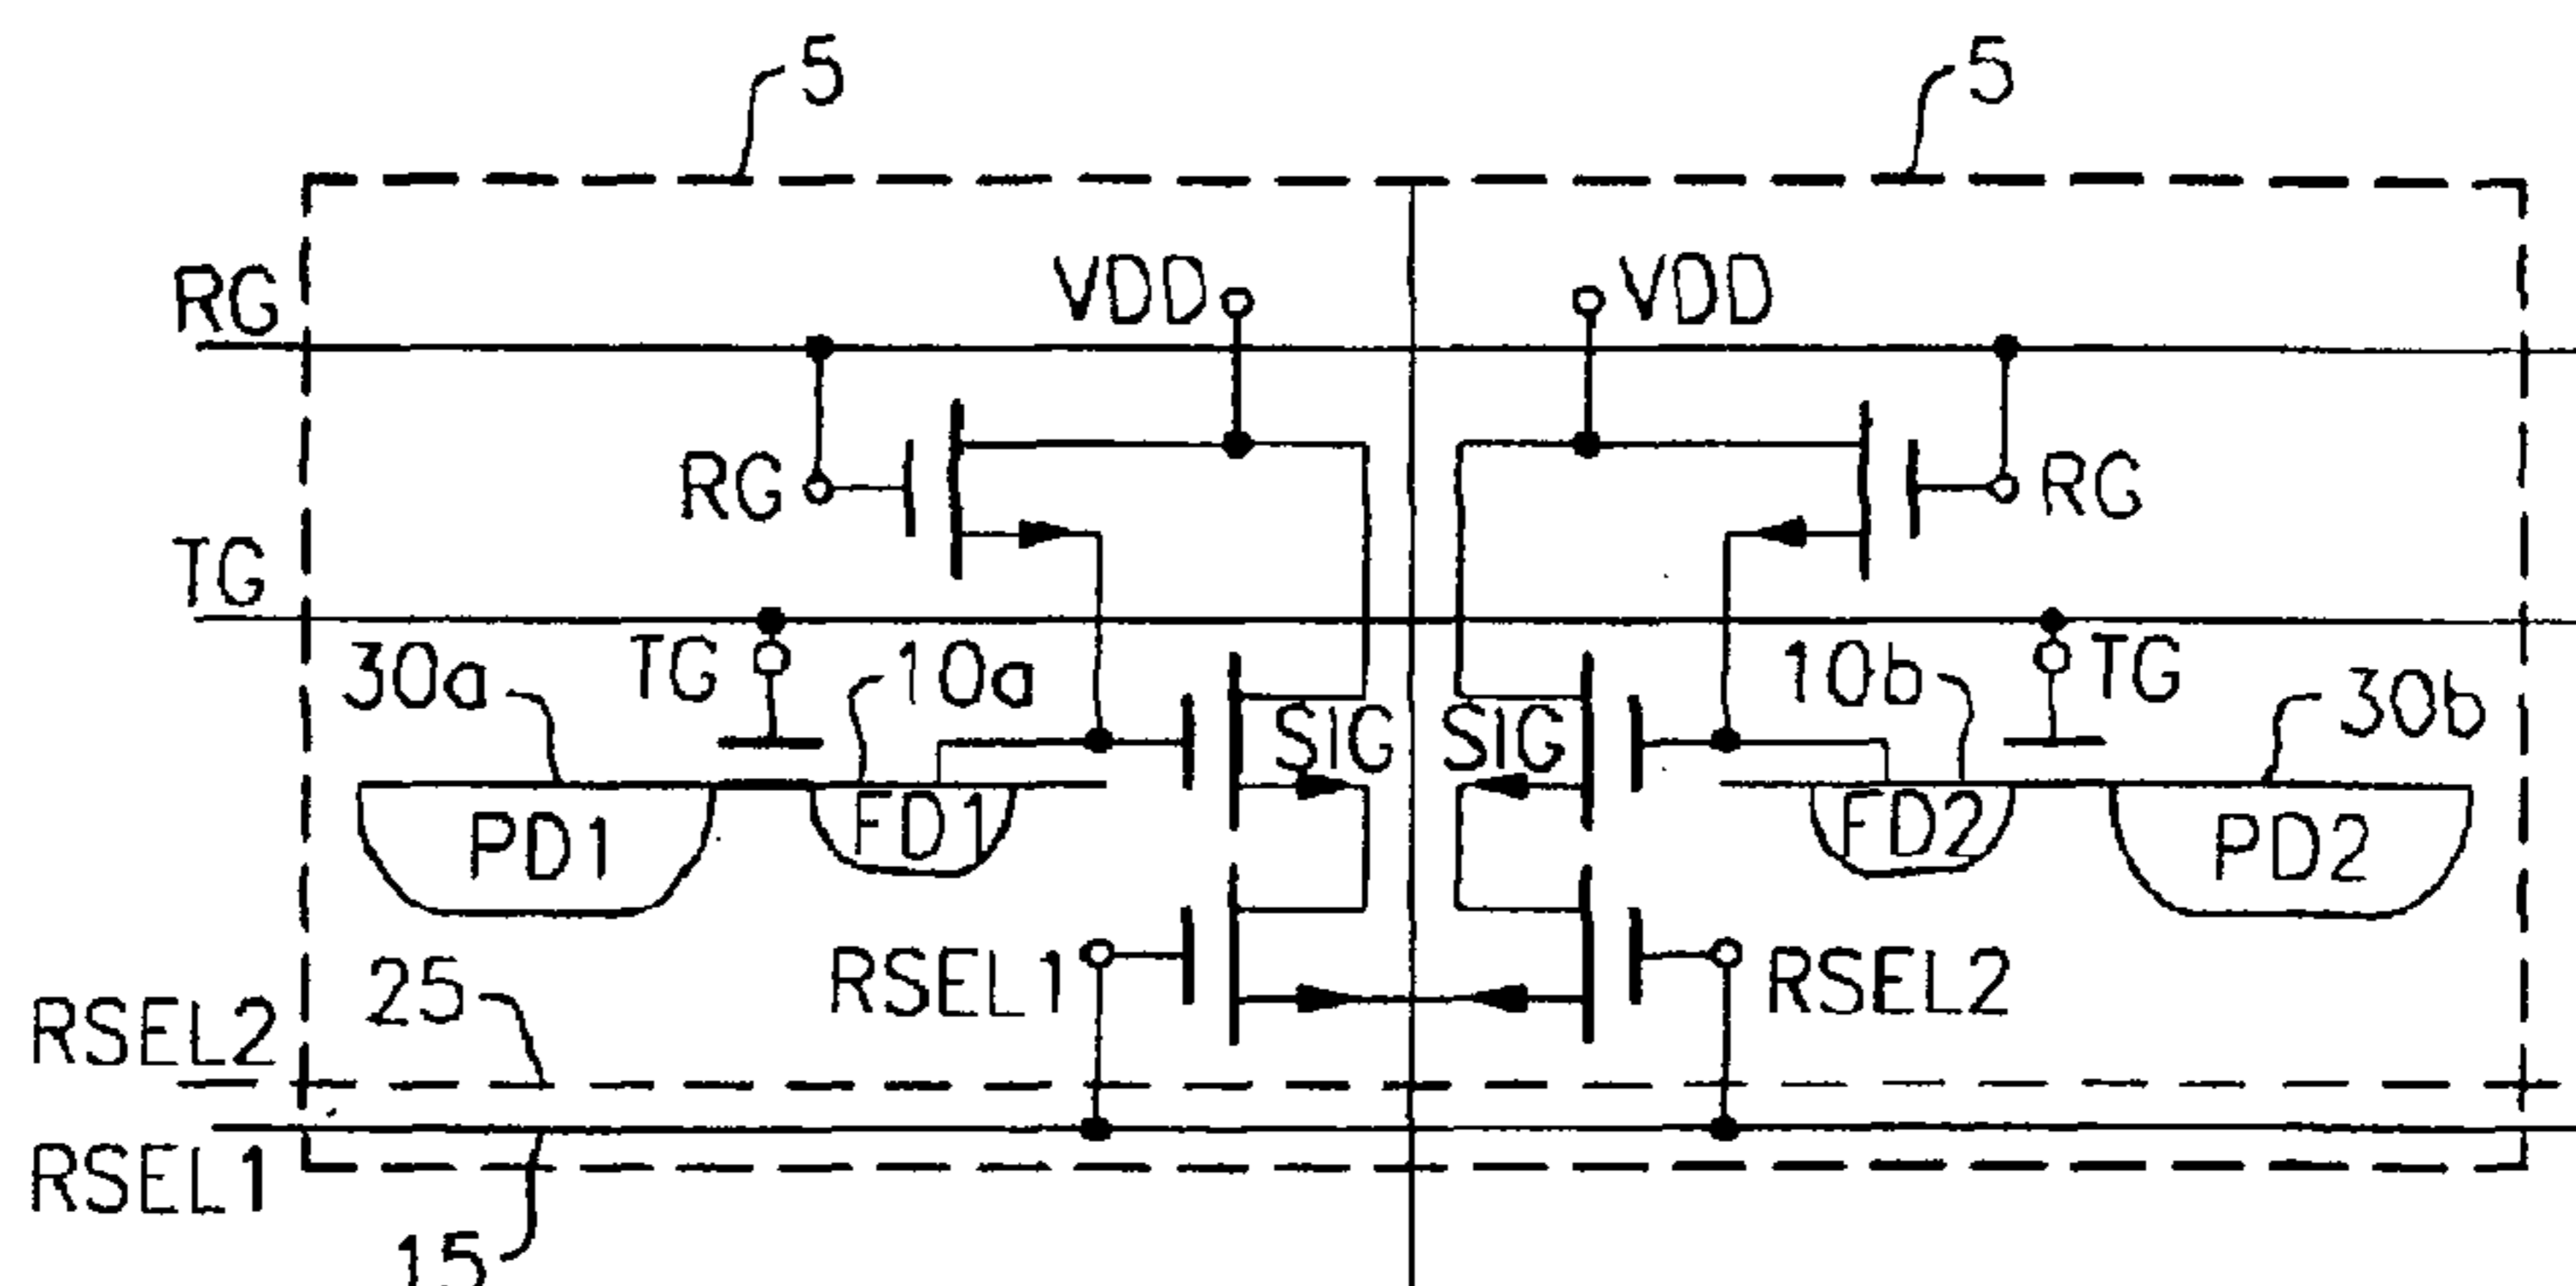 5 5
RG VDD VDD
RG RG
TG
30a TG 10a 10b TG 30b
SIG SIG
PD1 FD1 FD2 PD2
RSEL2 25 RSEL1 RSEL2
RSEL1
15